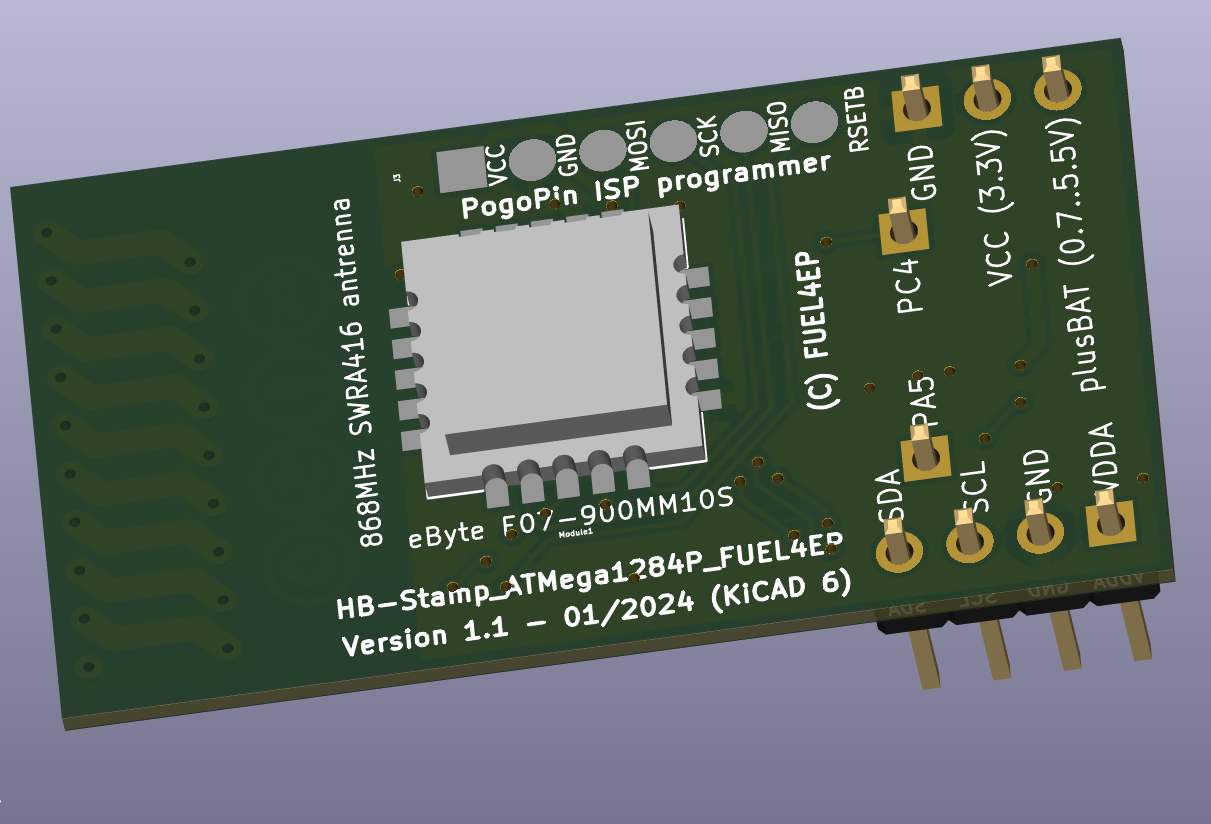 J3
VCC
GND
MOSI
SCK
MISO
RSETB
PogoPin ISP programmer
GND
VCC (3.3V)
plusBAT (0.7..5.5V)
PC4
868MHz SWRA416 antrenna
(C) FUEL4EP
PA5
SDA
SCL
GND
VDDA
eByte E07-900MM10S
Module1
HB-Stamp_ATMega1284P_FUEL4EP
Version 1.1 - 01/2024 (KiCAD 6)
SDA
SCL
GND
VDDA